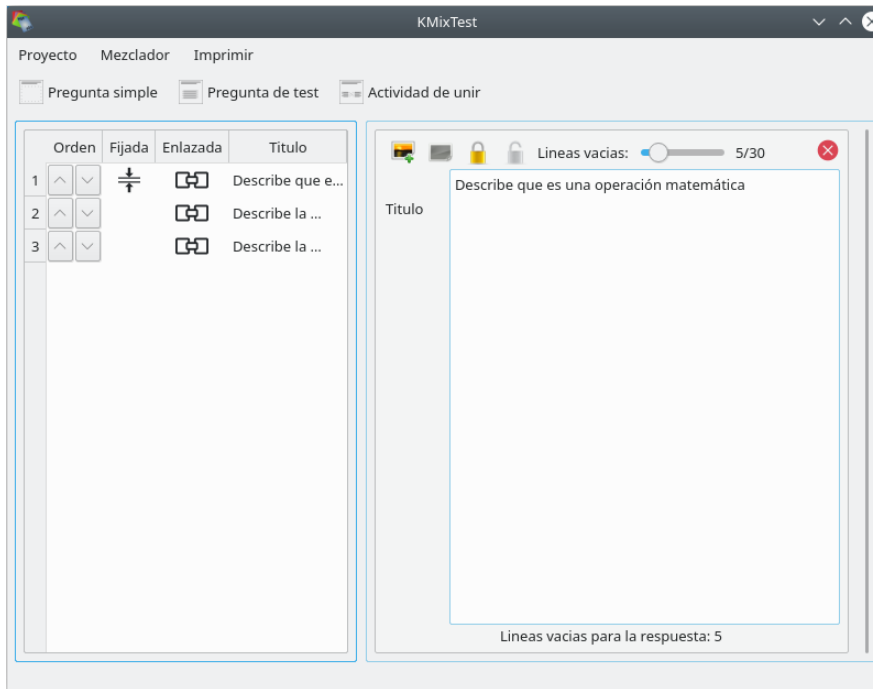 KMixTest
Proyecto Mezclador Imprimir
Pregunta simple Pregunta de test Actividad de unir
Orden Fijada Enlazada Titulo
1 Describe que e...
2 Describe la ...
3 Describe la ...
Lineas vacias: 5/30
Titulo
Describe que es una operación matemática
Lineas vacias para la respuesta: 5